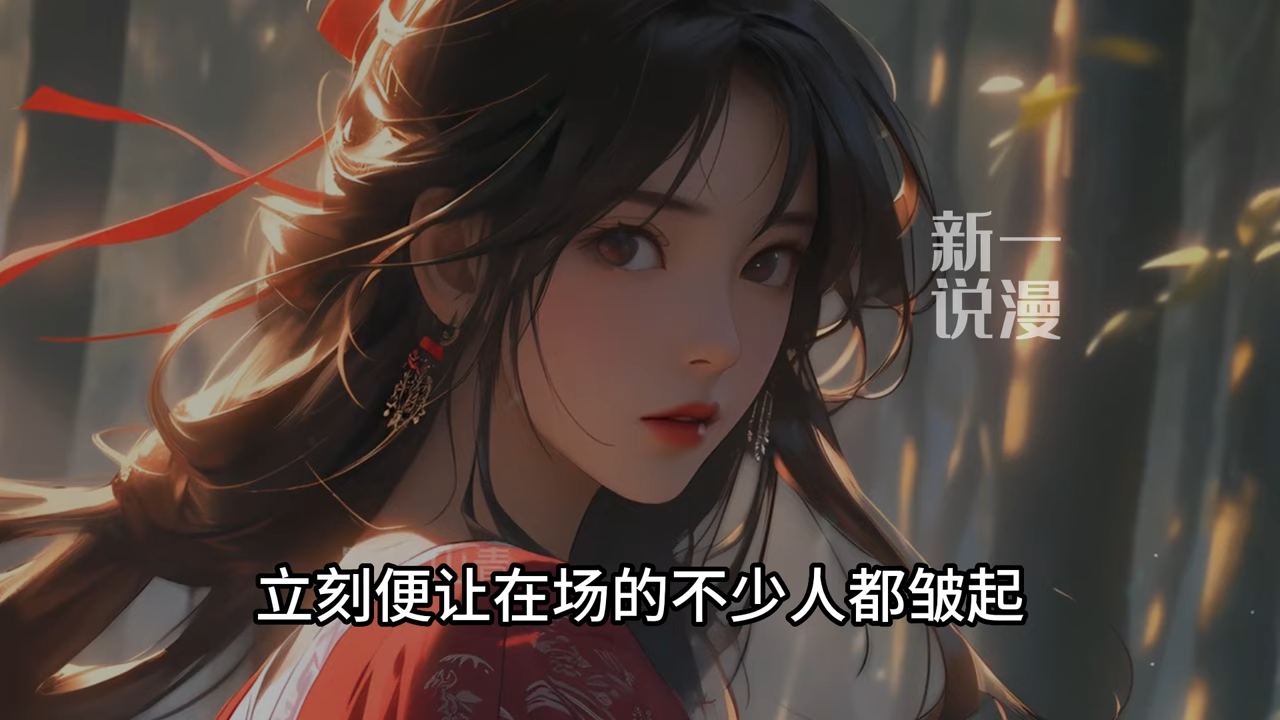 新一
说漫
立刻便让在场的不少人都皱起